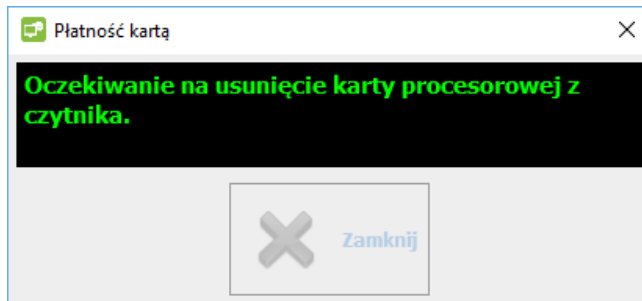 Płatność kartą
Oczekiwanie na usunięcie karty procesorowej z
czytnika.
Zamknij